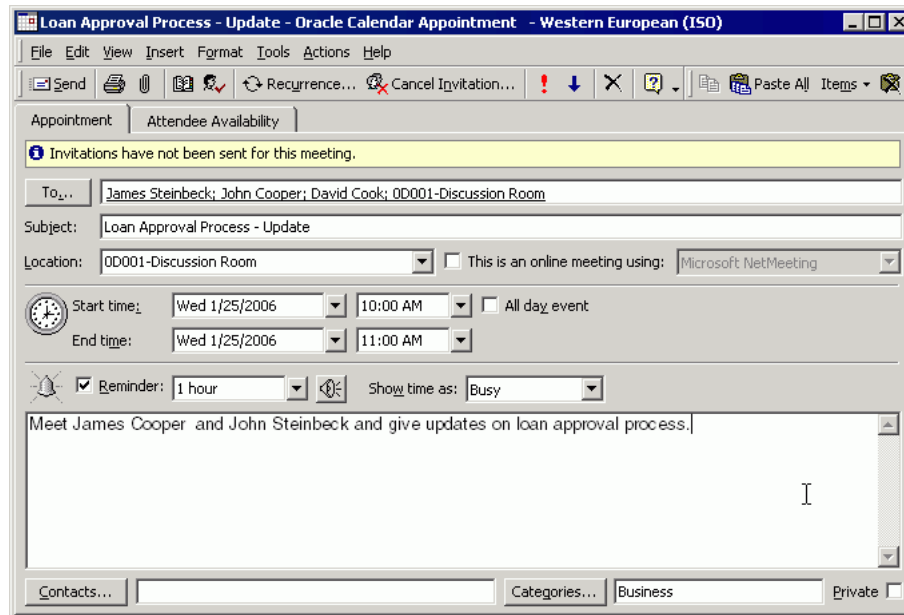 Loan Approval Process - Update - Oracle Calendar Appointment - Western European (ISO)
File Edit View Insert Format Tools Actions Help
Send Recurrence... Cancel Invitation... Paste All Items
Appointment Attendee Availability
Invitations have not been sent for this meeting.
To... James Steinbeck; John Cooper; David Cook; 0D001-Discussion Room
Subject: Loan Approval Process - Update
Location: 0D001-Discussion Room This is an online meeting using: Microsoft NetMeeting
Start time: Wed 1/25/2006 10:00 AM All day event
End time: Wed 1/25/2006 11:00 AM
Reminder: 1 hour Show time as: Busy
Meet James Cooper and John Steinbeck and give updates on loan approval process.
Contacts... Categories... Business Private